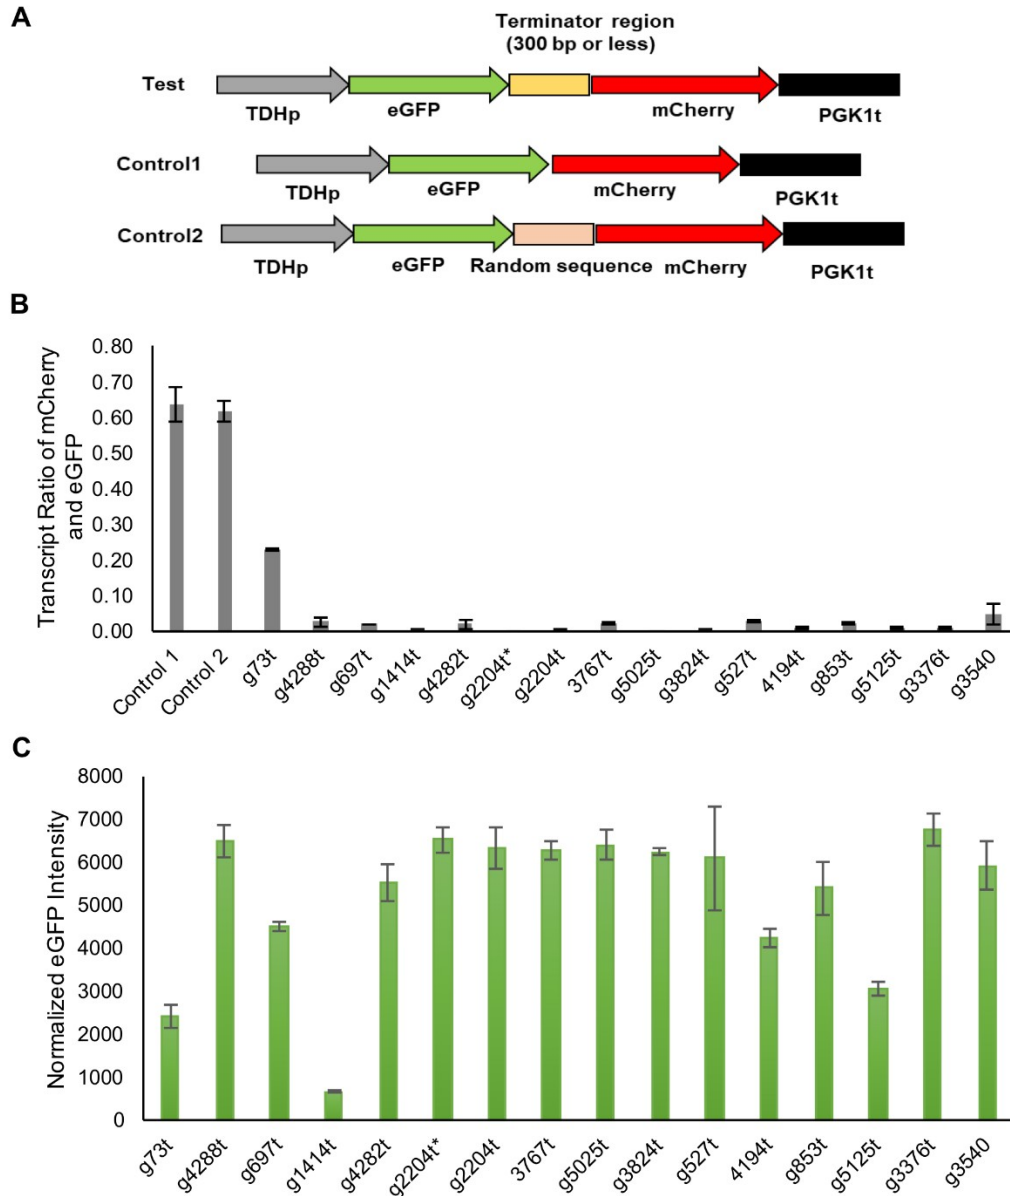 A
Terminator region
(300 bp or less)
Test
TDHp
eGFP
mCherry
PGK1t
Control1
TDHp
eGFP
mCherry
PGK1t
Control2
TDHp
eGFP
Random sequence
mCherry
PGK1t
B
Transcript Ratio of mCherry
and eGFP
0.80
0.70
0.60
0.50
0.40
0.30
0.20
0.10
0.00
Control 1
Control 2
g73t
g4288t
g697t
g1414t
g4282t
g2204t*
g2204t
3767t
g5025t
g3824t
g527t
4194t
g853t
g5125t
g3376t
g3540
C
Normalized eGFP Intensity
8000
7000
6000
5000
4000
3000
2000
1000
0
g73t
g4288t
g697t
g1414t
g4282t
g2204t*
g2204t
3767t
g5025t
g3824t
g527t
4194t
g853t
g5125t
g3376t
g3540